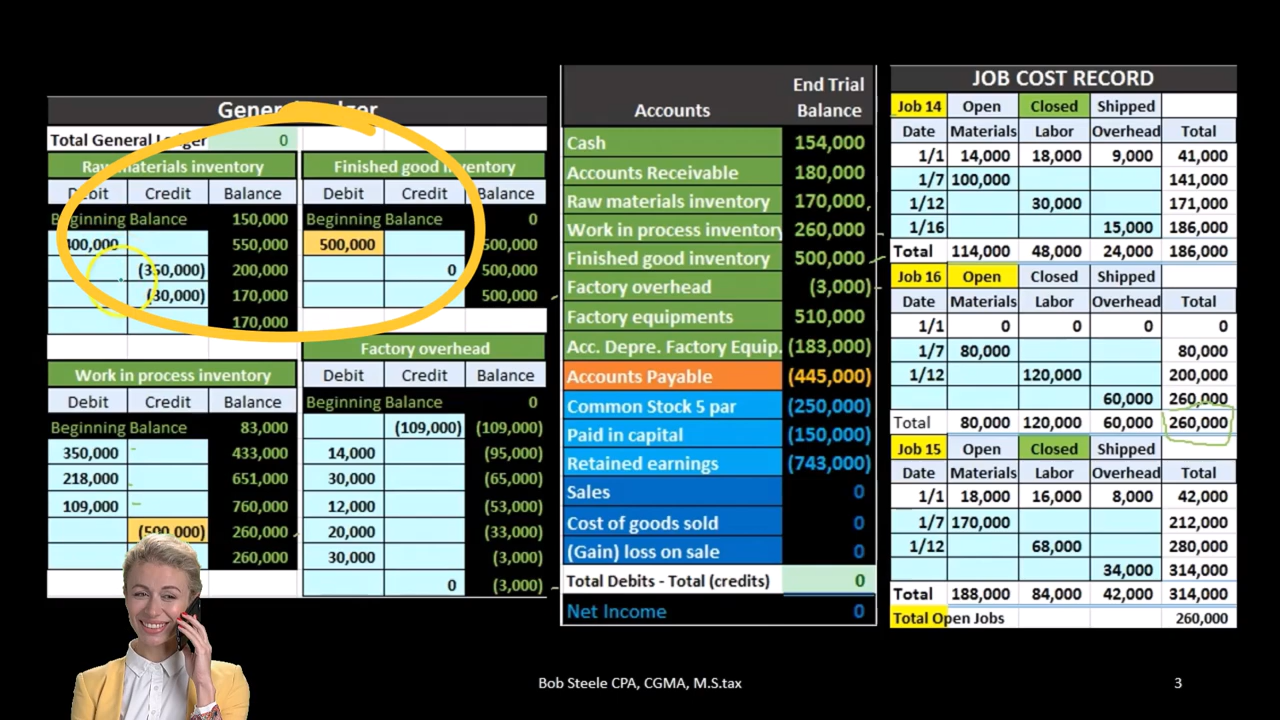 General Ledger
Total General Ledger 0
Raw materials inventory
Debit Credit Balance
Beginning Balance 150,000
400,000 550,000
(350,000) 200,000
(30,000) 170,000
170,000
Finished good inventory
Debit Credit Balance
Beginning Balance 0
500,000 500,000
0 500,000
500,000
Work in process inventory
Debit Credit Balance
Beginning Balance 83,000
350,000 433,000
218,000 651,000
109,000 760,000
(500,000) 260,000
260,000
Factory overhead
Debit Credit Balance
Beginning Balance 0
(109,000) (109,000)
14,000 (95,000)
30,000 (65,000)
12,000 (53,000)
20,000 (33,000)
30,000 (3,000)
0 (3,000)
Accounts End Trial Balance
Cash 154,000
Accounts Receivable 180,000
Raw materials inventory 170,000
Work in process inventory 260,000
Finished good inventory 500,000
Factory overhead (3,000)
Factory equipments 510,000
Acc. Depre. Factory Equip. (183,000)
Accounts Payable (445,000)
Common Stock 5 par (250,000)
Paid in capital (150,000)
Retained earnings (743,000)
Sales 0
Cost of goods sold 0
(Gain) loss on sale 0
Total Debits - Total (credits) 0
Net Income 0
JOB COST RECORD
Job 14 Open Closed Shipped
Date Materials Labor Overhead Total
1/1 14,000 18,000 9,000 41,000
1/7 100,000 141,000
1/12 30,000 171,000
1/16 15,000 186,000
Total 114,000 48,000 24,000 186,000
Job 16 Open Closed Shipped
Date Materials Labor Overhead Total
1/1 0 0 0 0
1/7 80,000 80,000
1/12 120,000 200,000
60,000 260,000
Total 80,000 120,000 60,000 260,000
Job 15 Open Closed Shipped
Date Materials Labor Overhead Total
1/1 18,000 16,000 8,000 42,000
1/7 170,000 212,000
1/12 68,000 280,000
34,000 314,000
Total 188,000 84,000 42,000 314,000
Total Open Jobs 260,000
Bob Steele CPA, CGMA, M.S.tax
3